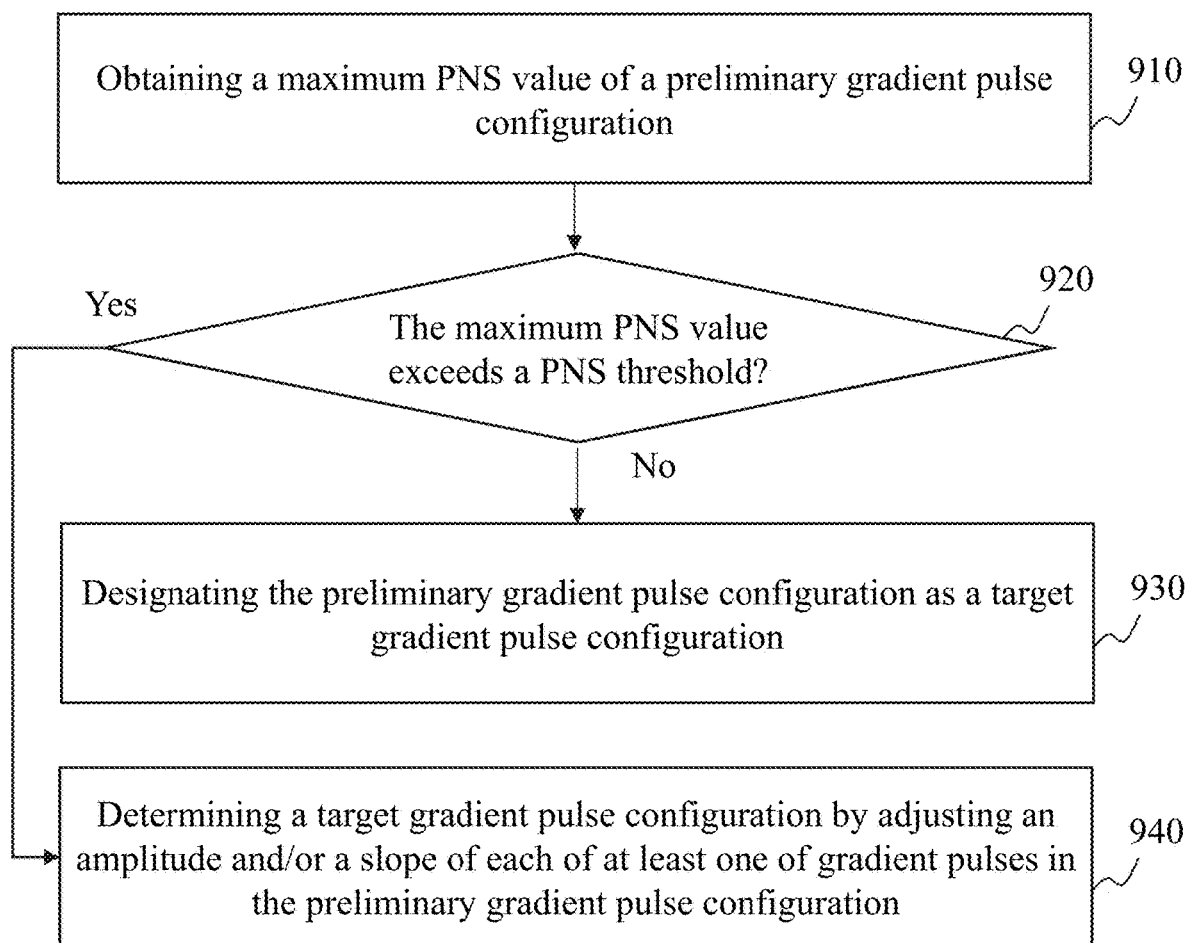 Obtaining a maximum PNS value of a preliminary gradient pulse
configuration
910
Yes
The maximum PNS value
exceeds a PNS threshold?
920
No
Designating the preliminary gradient pulse configuration as a target
gradient pulse configuration
930
Determining a target gradient pulse configuration by adjusting an
amplitude and/or a slope of each of at least one of gradient pulses in
the preliminary gradient pulse configuration
940